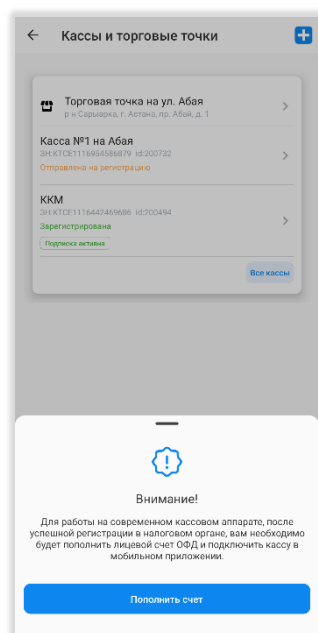 Кассы и торговые точки
Торговая точка на ул. Абая
р-н Сарыарка, г. Астана, пр. Абай, д. 1
Касса №1 на Абая
ЗН:KTCE1116954586879 id:200732
Отправлена на регистрацию
ККМ
ЗН:KTCF1116442469686 id:200494
Зарегистрирована
Подписка активна
Все кассы
Внимание!
Для работы на современном кассовом аппарате, после
успешной регистрации в налоговом органе, вам необходимо
будет пополнить лицевой счет ОФД и подключить кассу в
мобильном приложении.
Пополнить счет